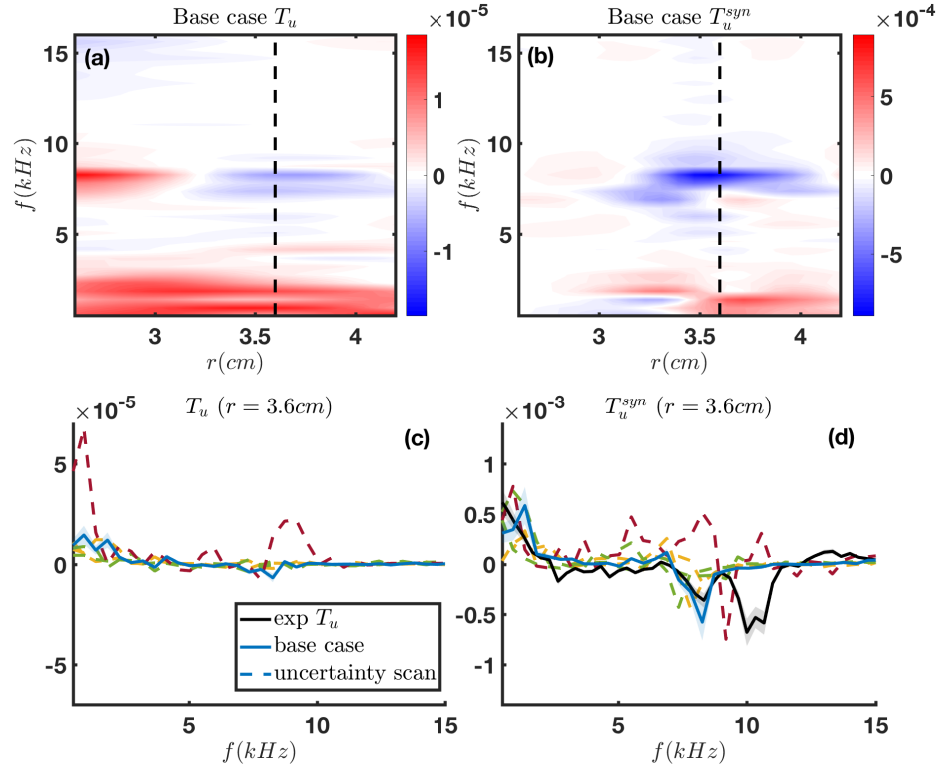 Base case T_u
×10^-5
(a)
15
10
5
f(kHz)
3
3.5
4
r(cm)
1
0
-1
Base case T_u^syn
×10^-4
(b)
15
10
5
f(kHz)
3
3.5
4
r(cm)
5
0
-5
×10^-5
T_u (r = 3.6cm)
(c)
5
0
-5
exp T_u
base case
uncertainty scan
5
10
15
f(kHz)
×10^-3
T_u^syn (r = 3.6cm)
(d)
1
0.5
0
-0.5
-1
5
10
15
f(kHz)